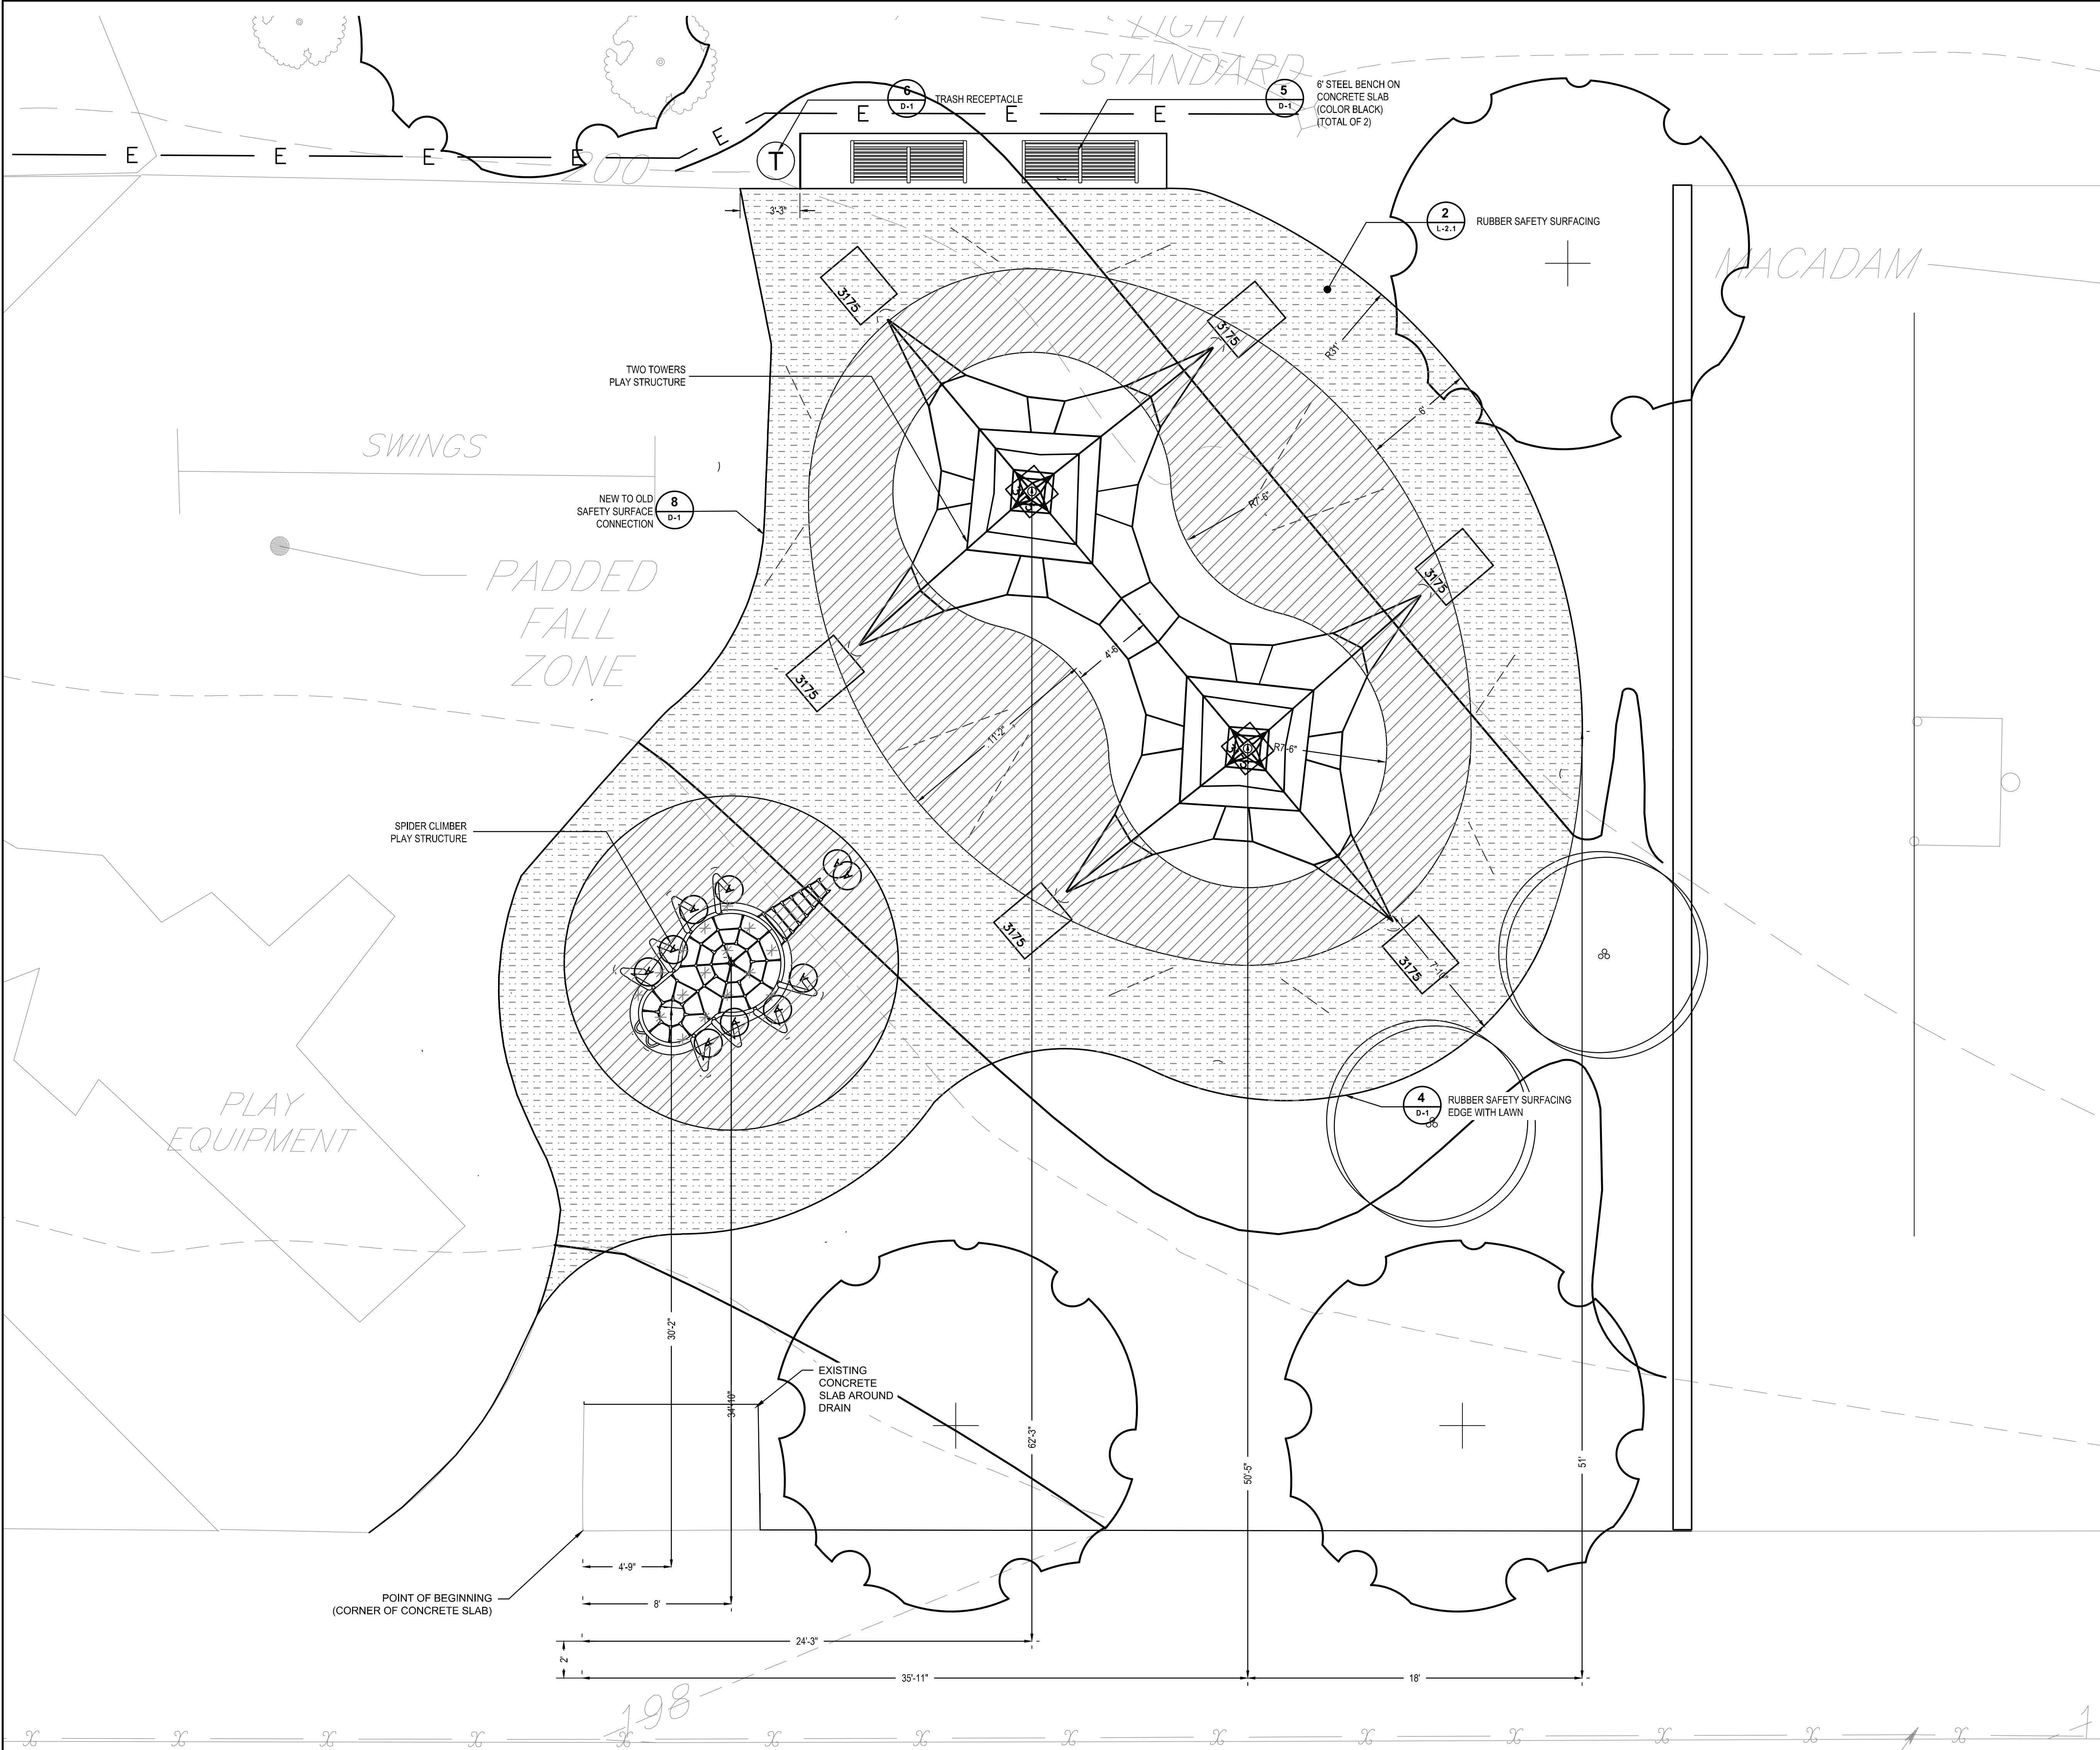 LIGHT
STANDARD
6
D-1
TRASH RECEPTACLE
5
D-1
6' STEEL BENCH ON
CONCRETE SLAB
(COLOR BLACK)
(TOTAL OF 2)
E E E E E E E E
200
T
3'-3"
2
L-2.1
RUBBER SAFETY SURFACING
MACADAM
3175
3175
R31'
TWO TOWERS
PLAY STRUCTURE
6'
SWINGS
NEW TO OLD
SAFETY SURFACE
CONNECTION
8
D-1
R7'-6"
PADDED
FALL
ZONE
3175
3175
4'-6"
11'-2"
R7'-6"
SPIDER CLIMBER
PLAY STRUCTURE
A A A A A A A A A A
3175
3175
7'-10"
4
D-1
RUBBER SAFETY SURFACING
EDGE WITH LAWN
PLAY
EQUIPMENT
30'-2"
34'-10"
EXISTING
CONCRETE
SLAB AROUND
DRAIN
62'-3"
50'-5"
51'
4'-9"
POINT OF BEGINNING
(CORNER OF CONCRETE SLAB)
8'
24'-3"
2'
35'-11"
18'
198
X X X X X X X X X X X X X X